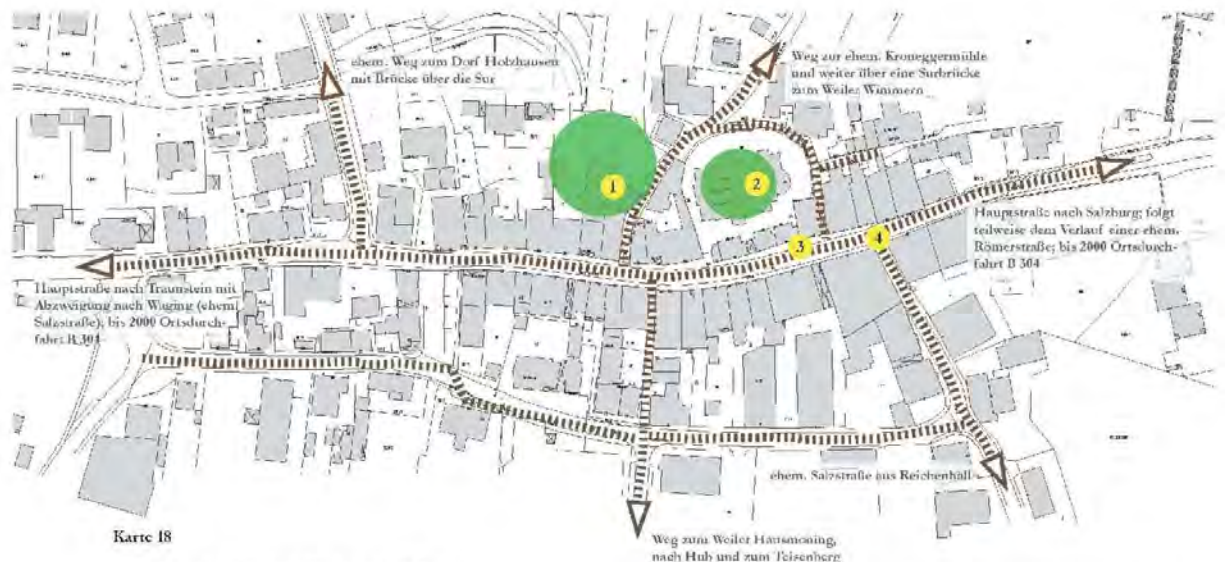 ehem. Weg zum Dorf Holzhausen
mit Brücke über die Sur
Weg zur ehem. Kroneggermühle
und weiter über eine Surbrücke
zum Weiler Wimmern
1
2
3
4
Hauptstraße nach Salzburg; folgt
teilweise dem Verlauf einer ehem.
Römerstraße; bis 2000 Ortsdurch-
fahrt B 304
Hauptstraße nach Traunstein mit
Abzweigung nach Waging (ehem.
Salzstraße), bis 2000 Ortsdurch-
fahrt B 304
ehem. Salzstraße aus Reichenhall
Karte 18
Weg zum Weiler Hausmoning,
nach Hub und zum Teisenberg